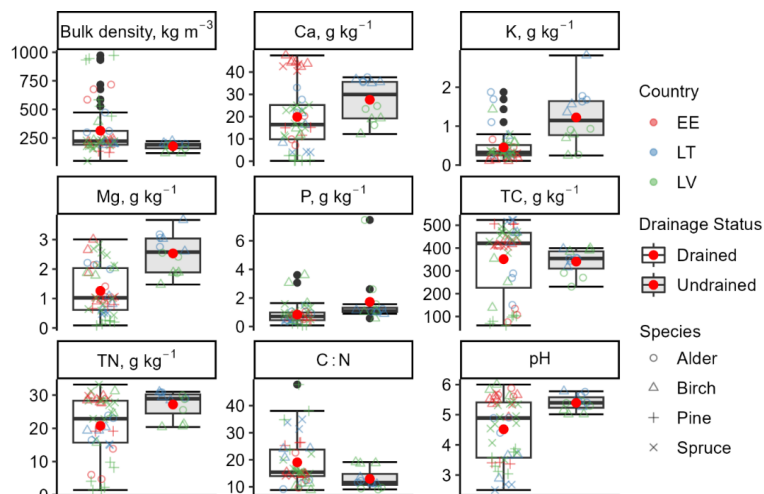 Bulk density, kg m⁻³
Ca, g kg⁻¹
K, g kg⁻¹
1000
750
500
250
40
30
20
10
0
2
1
0
Mg, g kg⁻¹
P, g kg⁻¹
TC, g kg⁻¹
3
2
1
0
6
4
2
0
500
400
300
200
100
TN, g kg⁻¹
C:N
pH
30
20
10
0
40
30
20
10
6
5
4
3
Country
EE
LT
LV
Drainage Status
Drained
Undrained
Species
Alder
Birch
Pine
Spruce